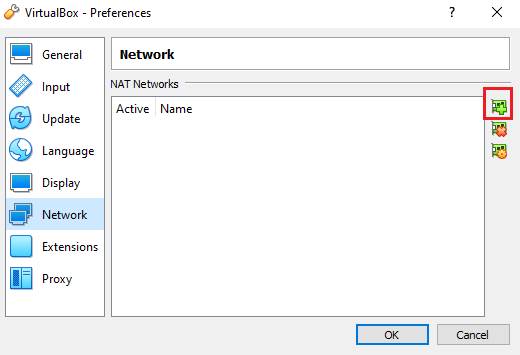 VirtualBox - Preferences
?
General
Input
Update
Language
Display
Network
Extensions
Proxy
Network
NAT Networks
Active Name
OK Cancel